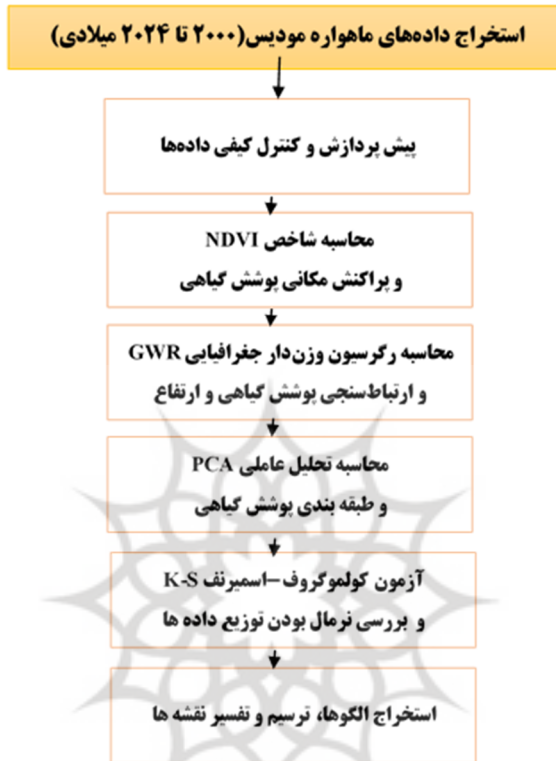 استخراج داده‌های ماهواره مودیس(۲۰۰۰ تا ۲۰۲۴ میلادی)
پیش پردازش و کنترل کیفی داده‌ها
محاسبه شاخص NDVI
و پراکنش مکانی پوشش گیاهی
محاسبه رگرسیون وزن‌دار جغرافیایی GWR
و ارتباط‌سنجی پوشش گیاهی و ارتفاع
محاسبه تحلیل عاملی PCA
و طبقه بندی پوشش گیاهی
آزمون کولموگروف–اسمیرنف K-S
و بررسی نرمال بودن توزیع داده ها
استخراج الگوها، ترسیم و تفسیر نقشه ها